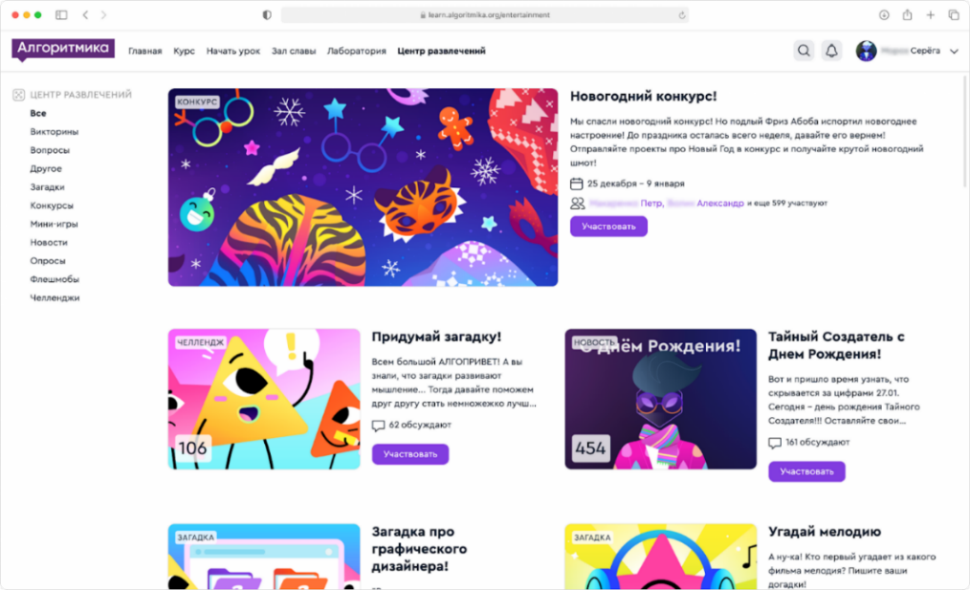 learn.algoritmika.org/entertainment
Алгоритмика
Главная
Курс
Начать урок
Зал славы
Лаборатория
Центр развлечений
Серёга
ЦЕНТР РАЗВЛЕЧЕНИЙ
Все
Викторины
Вопросы
Другое
Загадки
Конкурсы
Мини-игры
Новости
Опросы
Флешмобы
Челленджи
КОНКУРС
Новогодний конкурс!
Мы спасли новогодний конкурс! Но подлый Фриз Абоба испортил новогоднее
настроение! До праздника осталась всего неделя, давайте его вернем!
Отправляйте проекты про Новый Год в конкурс и получайте крутой новогодний
шмот!
25 декабря – 9 января
Петр, Александр и еще 599 участвуют
Участвовать
ЧЕЛЛЕНДЖ
106
Придумай загадку!
Всем большой АЛГОПРИВЕТ! А вы
знали, что загадки развивают
мышление... Тогда давайте поможем
друг другу стать немножежко лучш...
62 обсуждают
Участвовать
НОВОСТЬ
Днём Рождения!
454
Тайный Создатель с
Днем Рождения!
Вот и пришло время узнать, что
скрывается за цифрами 27.01.
Сегодня – день рождения Тайного
Создателя!!! Оставляйте свои...
161 обсуждают
Участвовать
ЗАГАДКА
Загадка про
графического
дизайнера!
ЗАГАДКА
Угадай мелодию
А ну-ка! Кто первый угадает из какого
фильма мелодия? Пишите ваши
догадки!